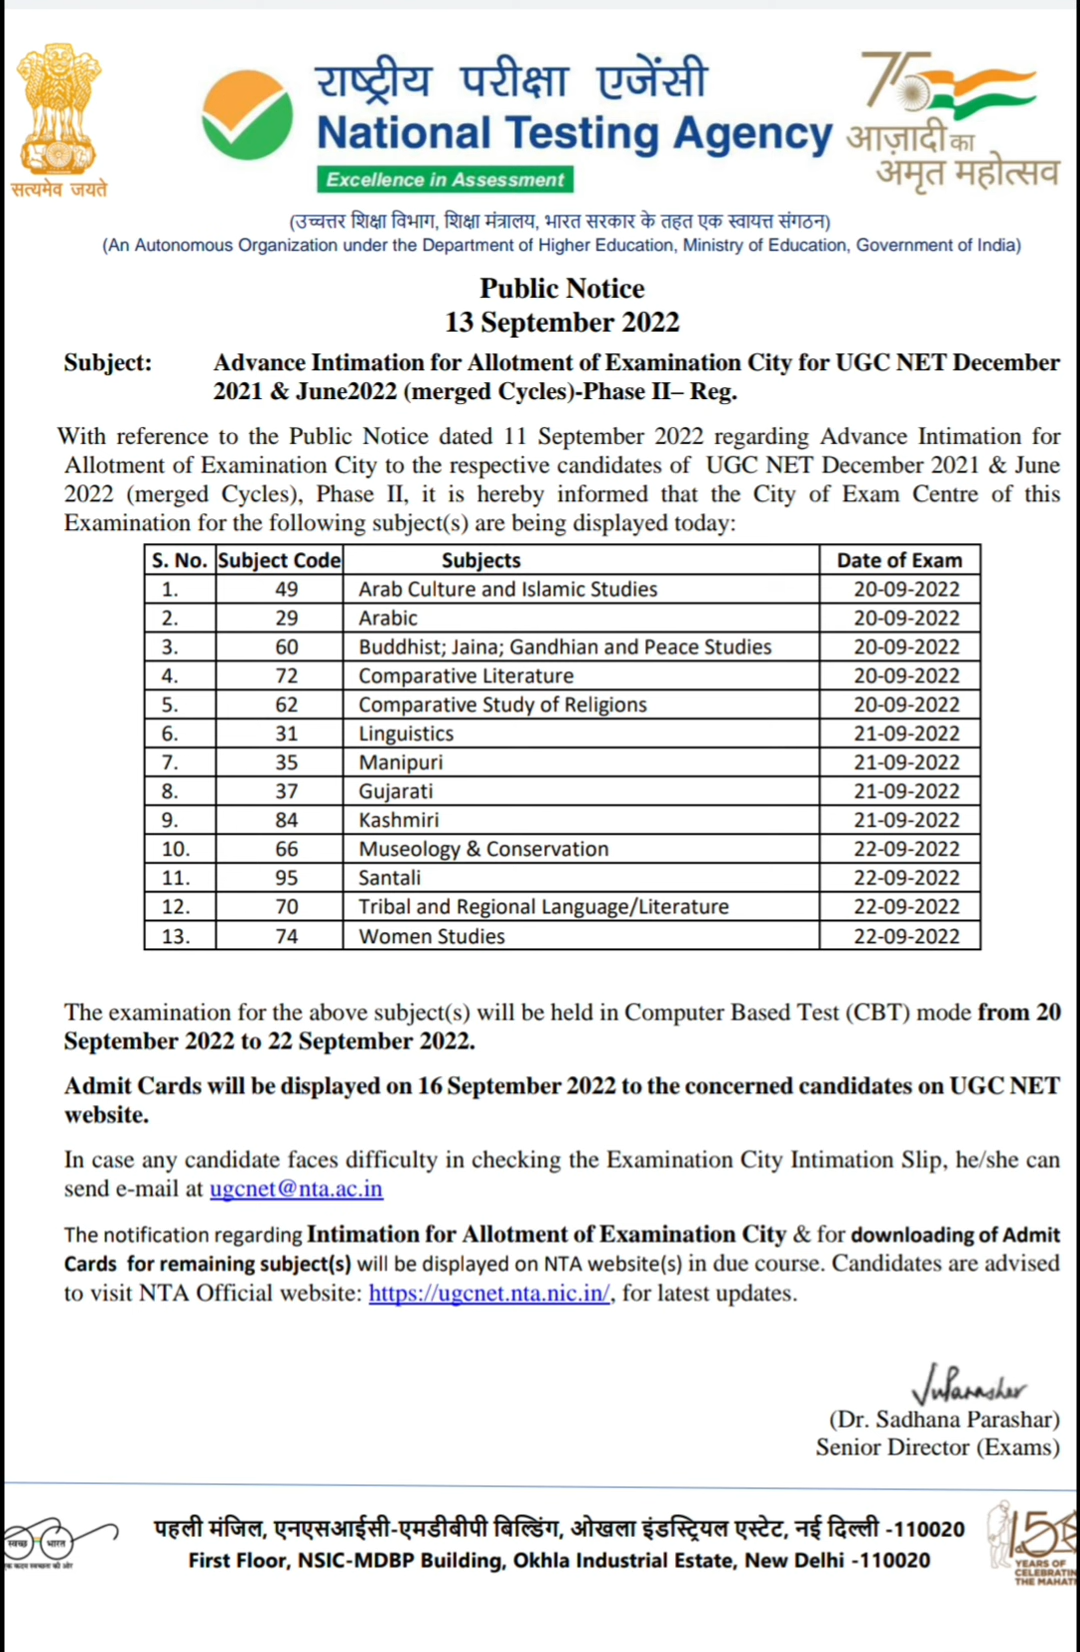 राष्ट्रीय परीक्षा एजेंसी
National Testing Agency
Excellence in Assessment
सत्यमेव जयते
75
आज़ादी का
अमृत महोत्सव
(उच्चतर शिक्षा विभाग, शिक्षा मंत्रालय, भारत सरकार के तहत एक स्वायत्त संगठन)
(An Autonomous Organization under the Department of Higher Education, Ministry of Education, Government of India)
Public Notice
13 September 2022
Subject: Advance Intimation for Allotment of Examination City for UGC NET December
2021 & June2022 (merged Cycles)-Phase II– Reg.
With reference to the Public Notice dated 11 September 2022 regarding Advance Intimation for
Allotment of Examination City to the respective candidates of UGC NET December 2021 & June
2022 (merged Cycles), Phase II, it is hereby informed that the City of Exam Centre of this
Examination for the following subject(s) are being displayed today:
S. No. Subject Code Subjects Date of Exam
1. 49 Arab Culture and Islamic Studies 20-09-2022
2. 29 Arabic 20-09-2022
3. 60 Buddhist; Jaina; Gandhian and Peace Studies 20-09-2022
4. 72 Comparative Literature 20-09-2022
5. 62 Comparative Study of Religions 20-09-2022
6. 31 Linguistics 21-09-2022
7. 35 Manipuri 21-09-2022
8. 37 Gujarati 21-09-2022
9. 84 Kashmiri 21-09-2022
10. 66 Museology & Conservation 22-09-2022
11. 95 Santali 22-09-2022
12. 70 Tribal and Regional Language/Literature 22-09-2022
13. 74 Women Studies 22-09-2022
The examination for the above subject(s) will be held in Computer Based Test (CBT) mode from 20
September 2022 to 22 September 2022.
Admit Cards will be displayed on 16 September 2022 to the concerned candidates on UGC NET
website.
In case any candidate faces difficulty in checking the Examination City Intimation Slip, he/she can
send e-mail at ugcnet@nta.ac.in
The notification regarding Intimation for Allotment of Examination City & for downloading of Admit
Cards for remaining subject(s) will be displayed on NTA website(s) in due course. Candidates are advised
to visit NTA Official website: https://ugcnet.nta.nic.in/, for latest updates.
(Dr. Sadhana Parashar)
Senior Director (Exams)
स्वच्छ भारत
एक कदम स्वच्छता की ओर
पहली मंजिल, एनएसआईसी-एमडीबीपी बिल्डिंग, ओखला इंडस्ट्रियल एस्टेट, नई दिल्ली -110020
First Floor, NSIC-MDBP Building, Okhla Industrial Estate, New Delhi -110020
150
YEARS OF
CELEBRATIN
THE MAHAT